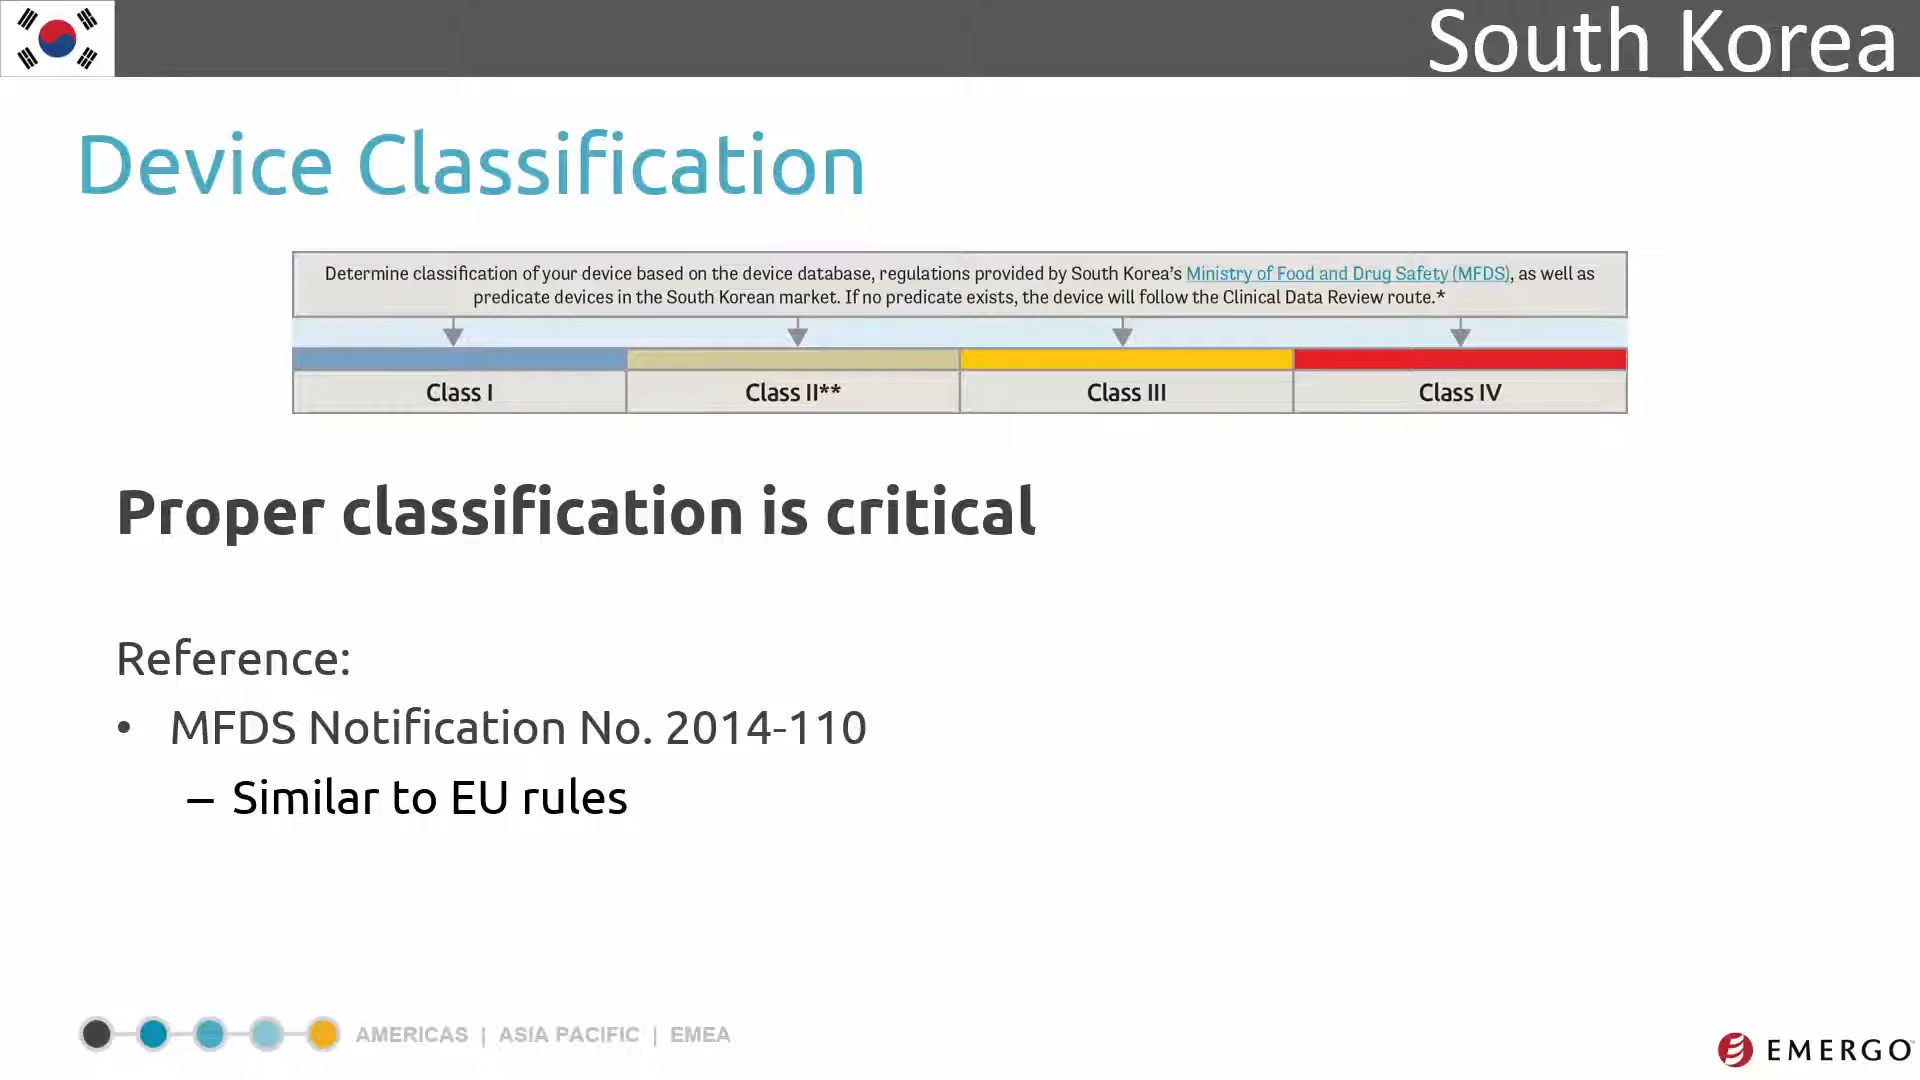 South Korea
Device Classification
Determine classification of your device based on the device database, regulations provided by South Korea's Ministry of Food and Drug Safety (MFDS), as well as
predicate devices in the South Korean market. If no predicate exists, the device will follow the Clinical Data Review route.*
Class I Class II** Class III Class IV
Proper classification is critical
Reference:
• MFDS Notification No. 2014-110
– Similar to EU rules
AMERICAS | ASIA PACIFIC | EMEA
EMERGO